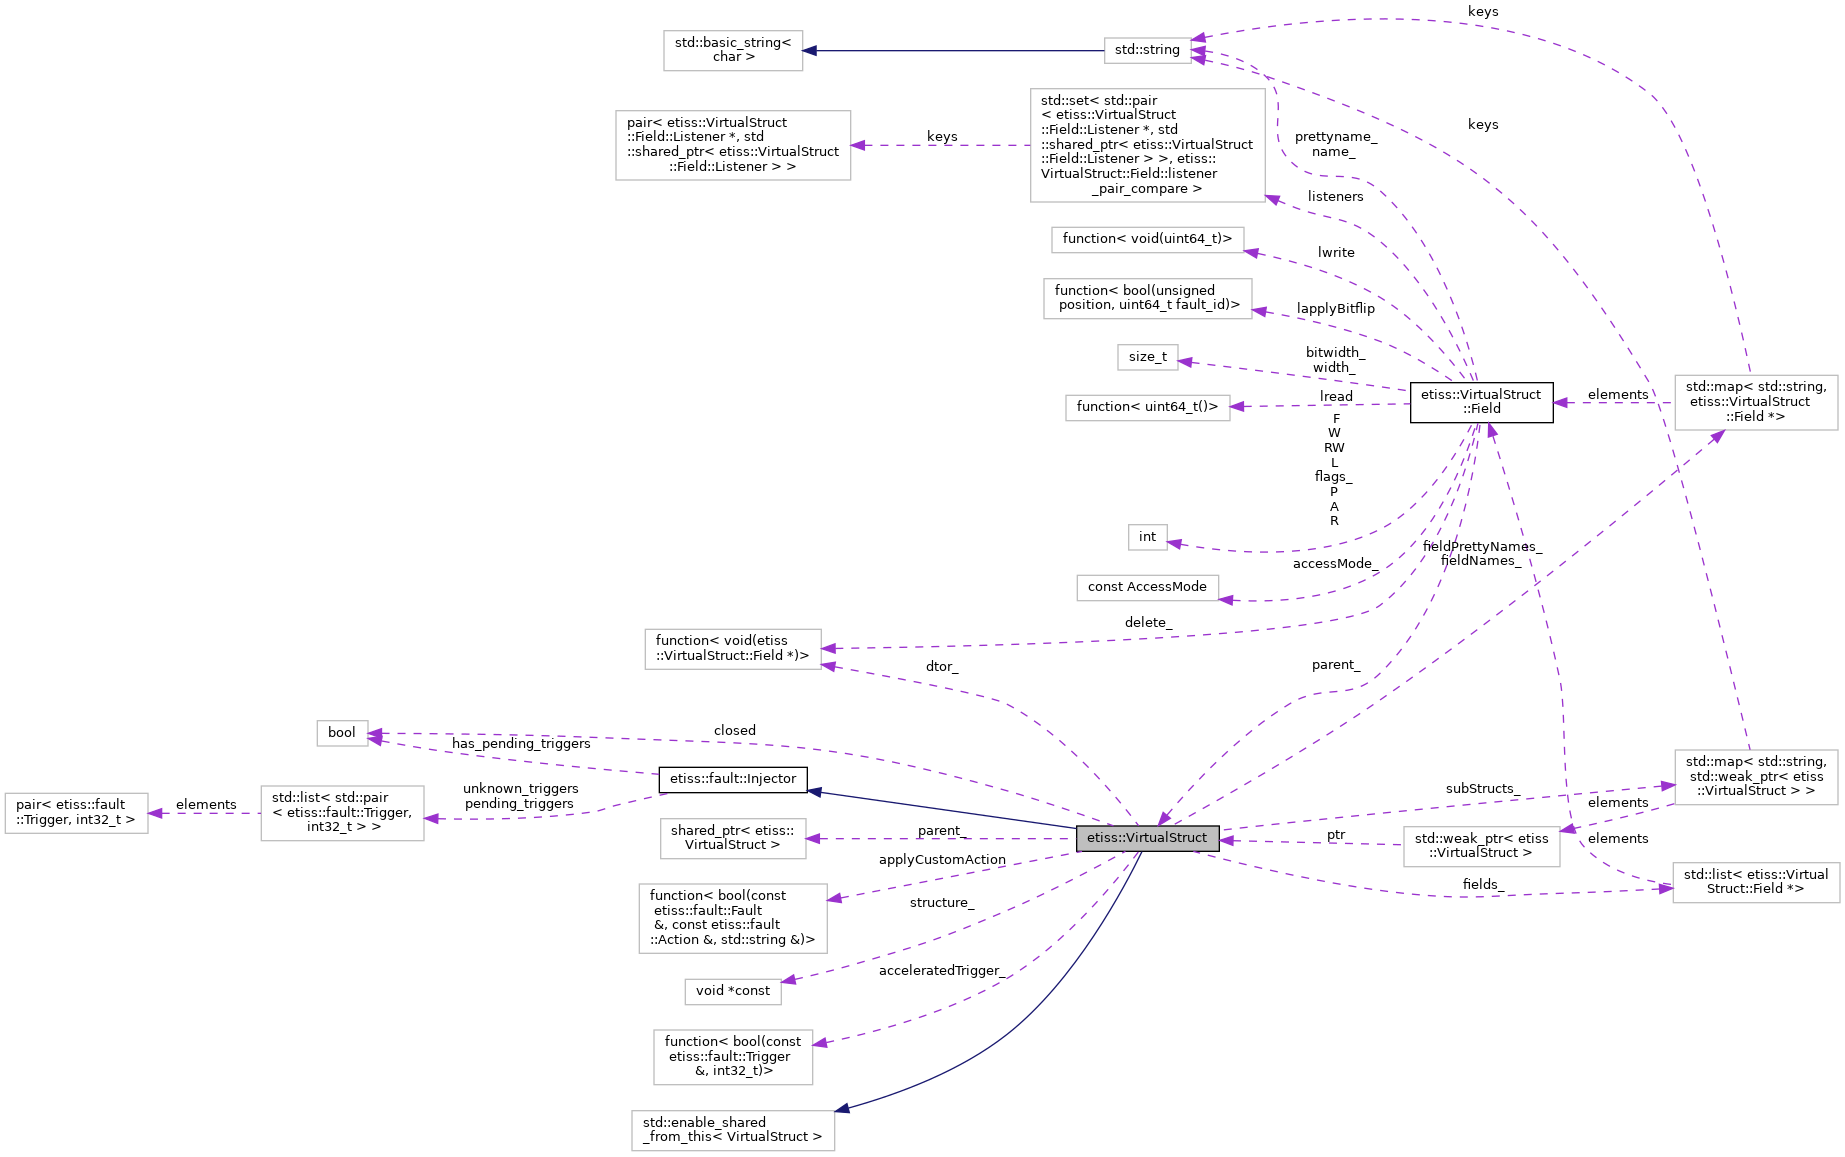 keys
std::basic_string<
char >
std::string
pair< etiss::VirtualStruct
::Field::Listener *, std
::shared_ptr< etiss::VirtualStruct
::Field::Listener > >
keys
std::set< std::pair
< etiss::VirtualStruct
::Field::Listener *, std
::shared_ptr< etiss::VirtualStruct
::Field::Listener > >, etiss::
VirtualStruct::Field::listener
_pair_compare >
prettyname_
name_
keys
listeners
function< void(uint64_t)>
lwrite
function< bool(unsigned
position, uint64_t fault_id)>
lapplyBitflip
size_t
bitwidth_
width_
function< uint64_t()>
lread
etiss::VirtualStruct
::Field
elements
std::map< std::string,
etiss::VirtualStruct
::Field *>
F
W
RW
L
flags_
P
A
R
int
const AccessMode
accessMode_
fieldPrettyNames_
fieldNames_
delete_
function< void(etiss
::VirtualStruct::Field *)>
dtor_
parent_
bool
closed
has_pending_triggers
etiss::fault::Injector
unknown_triggers
pending_triggers
pair< etiss::fault
::Trigger, int32_t >
elements
std::list< std::pair
< etiss::fault::Trigger,
int32_t > >
shared_ptr< etiss::
VirtualStruct >
parent_
etiss::VirtualStruct
subStructs_
std::map< std::string,
std::weak_ptr< etiss
::VirtualStruct > >
elements
ptr
std::weak_ptr< etiss
::VirtualStruct >
elements
fields_
std::list< etiss::Virtual
Struct::Field *>
applyCustomAction
function< bool(const
etiss::fault::Fault
&, const etiss::fault
::Action &, std::string &)>
structure_
void *const
acceleratedTrigger_
function< bool(const
etiss::fault::Trigger
&, int32_t)>
std::enable_shared
_from_this< VirtualStruct >